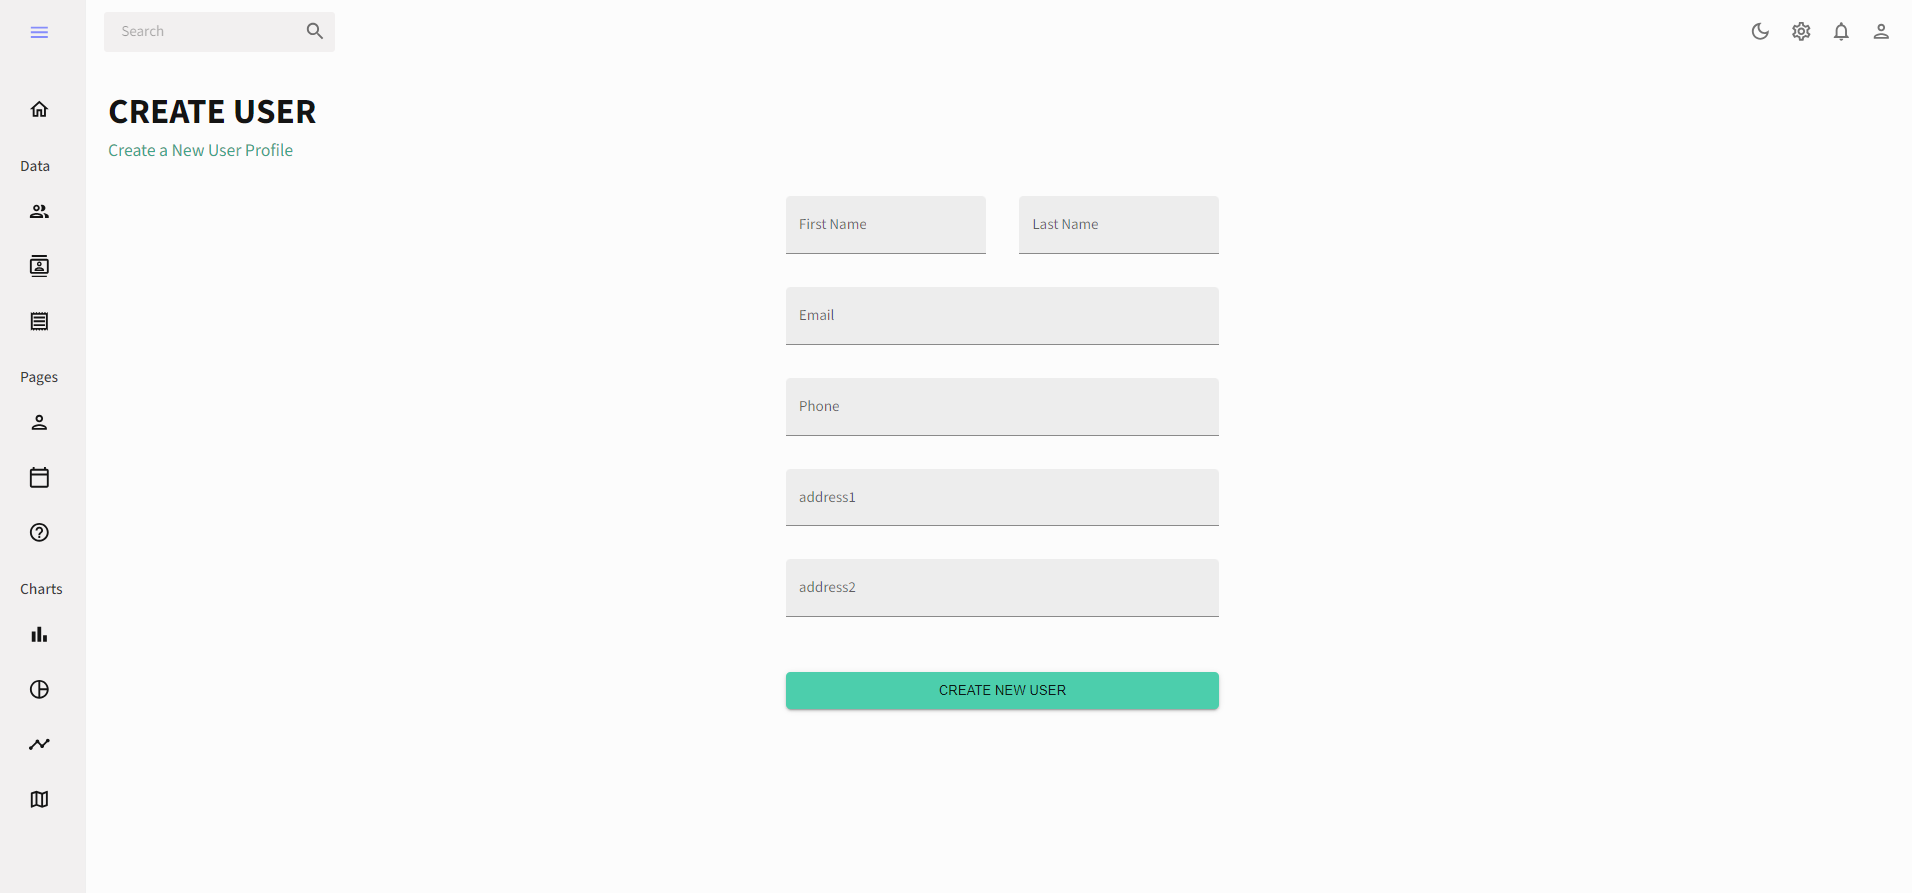 Search
CREATE USER
Create a New User Profile
Data
Pages
Charts
First Name
Last Name
Email
Phone
address1
address2
CREATE NEW USER